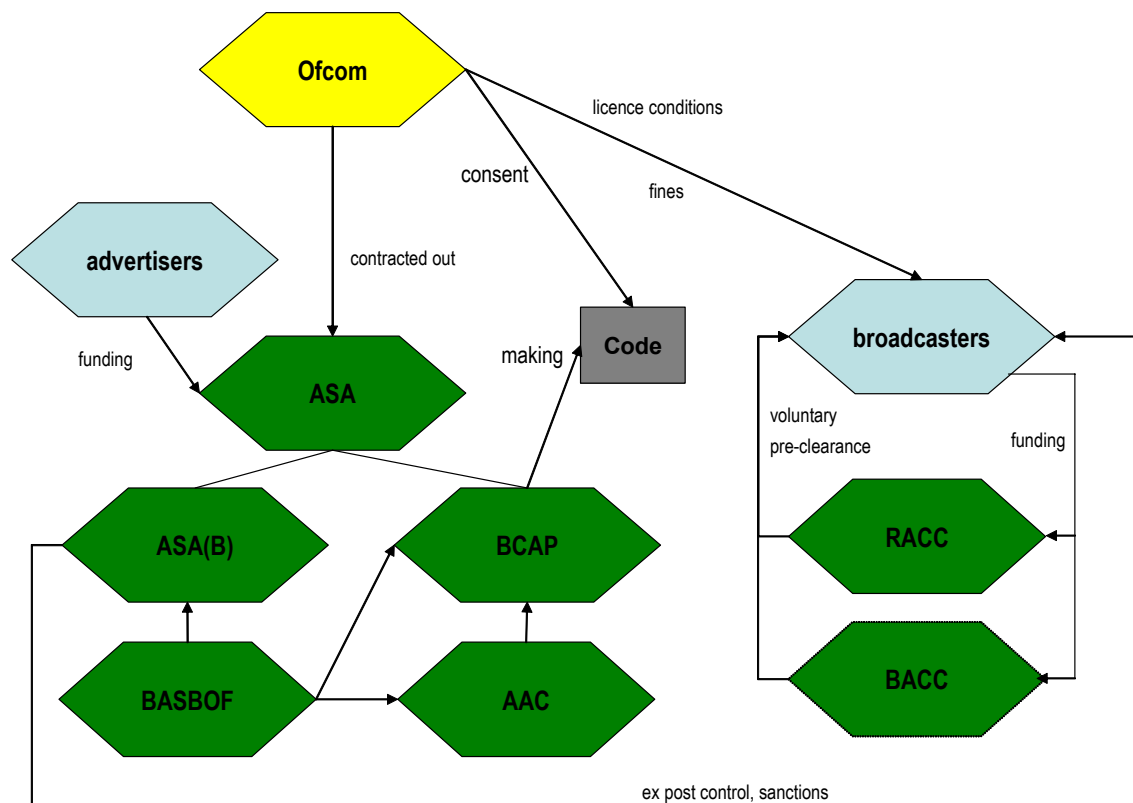 Ofcom
licence conditions
consent
fines
advertisers
contracted out
funding
making
Code
broadcasters
ASA
voluntary
pre-clearance
funding
ASA(B)
BCAP
RACC
BASBOF
AAC
BACC
ex post control, sanctions